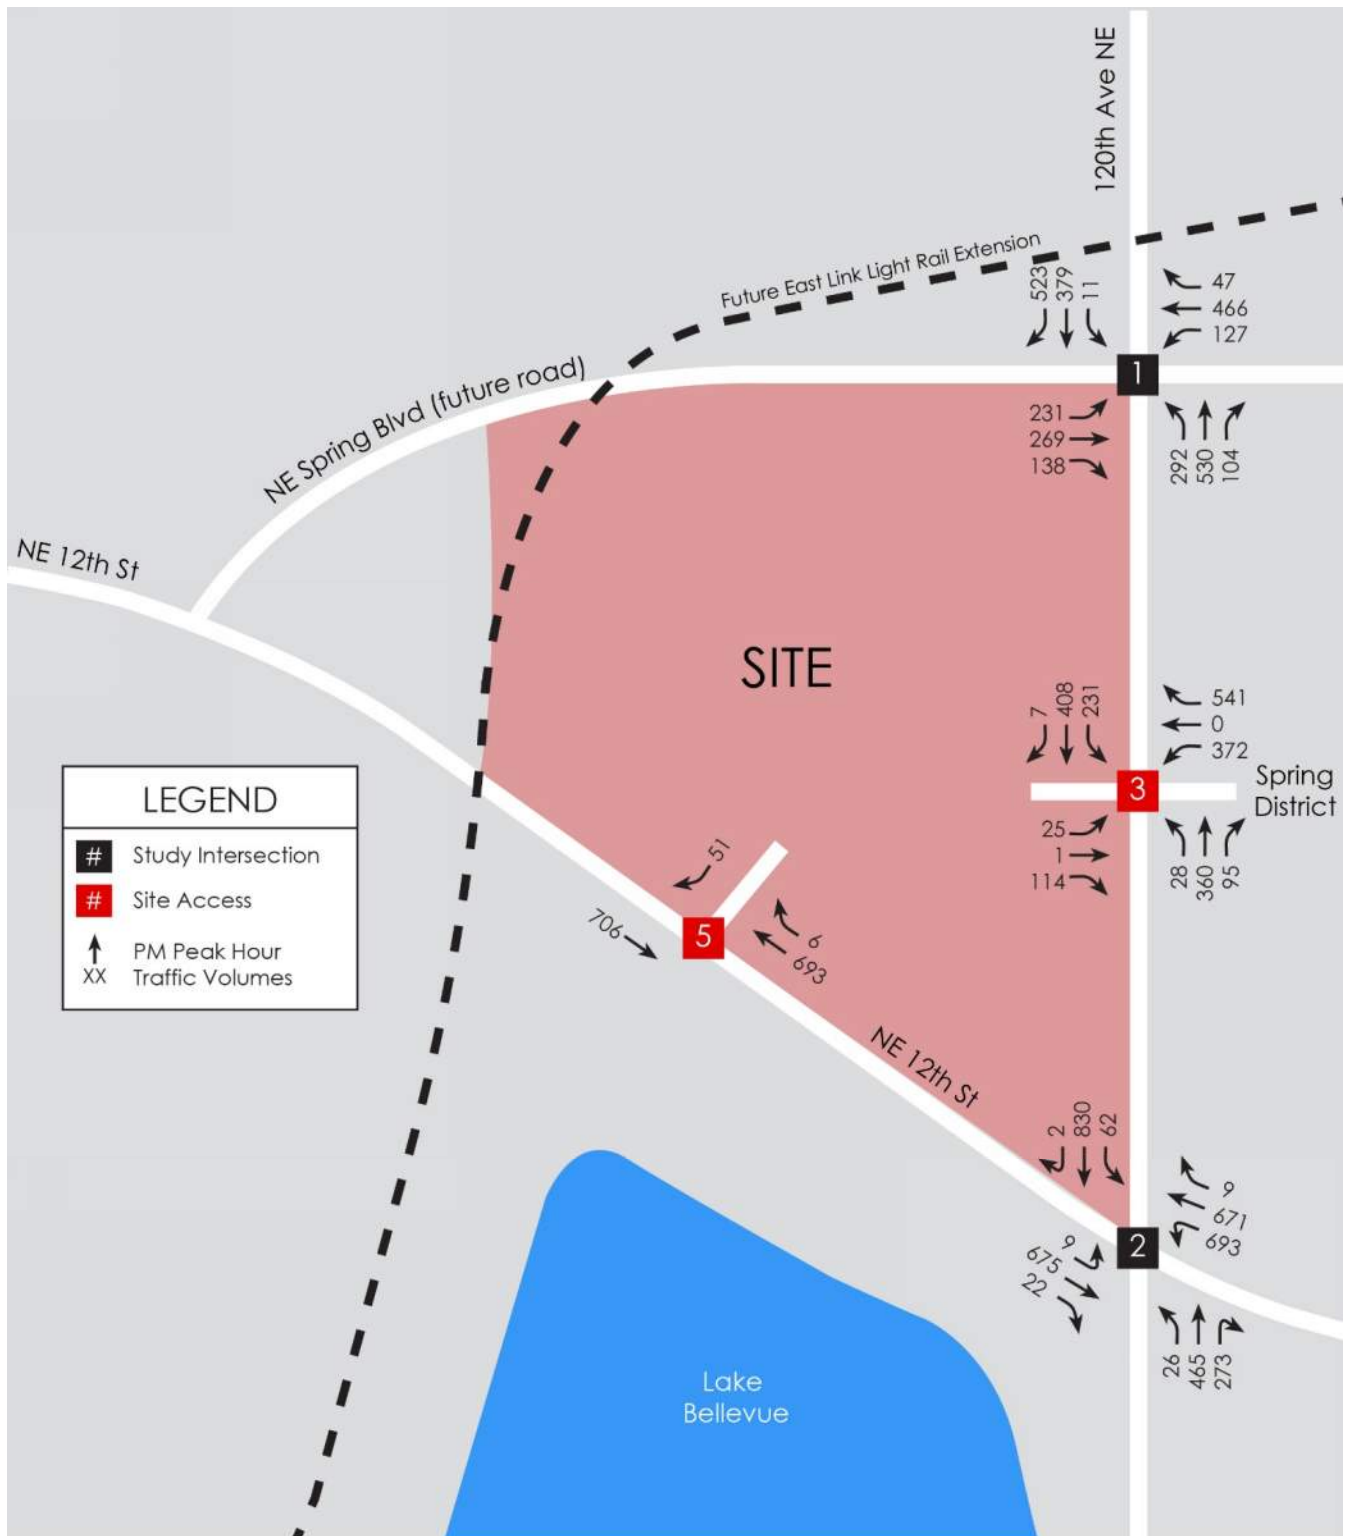 120th Ave NE
Future East Link Light Rail Extension
523
379
11
47
466
127
1
NE Spring Blvd (future road)
231
269
138
292
530
104
NE 12th St
SITE
7
408
231
541
0
372
3
Spring
District
25
1
114
28
360
95
LEGEND
# Study Intersection
# Site Access
XX PM Peak Hour
Traffic Volumes
51
706
5
6
693
NE 12th St
2
830
62
9
671
693
2
9
675
22
26
465
273
Lake
Bellevue